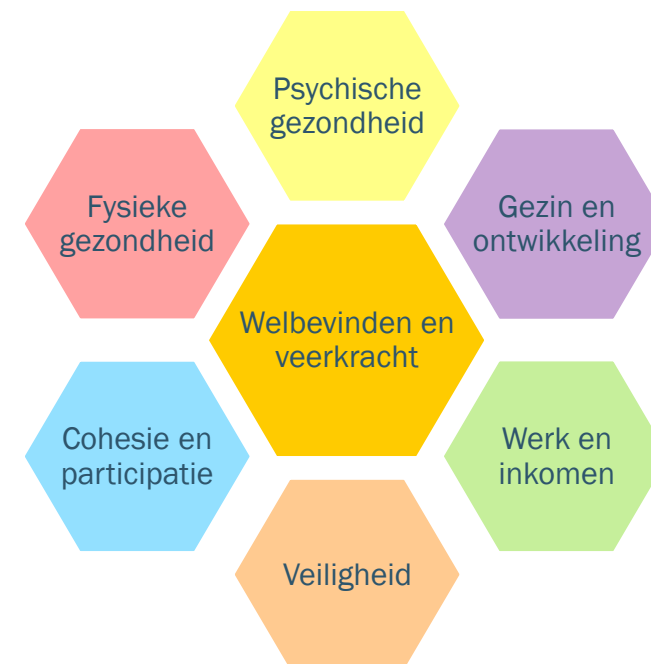 Psychische
gezondheid
Fysieke
gezondheid
Gezin en
ontwikkeling
Welbevinden en
veerkracht
Cohesie en
participatie
Werk en
inkomen
Veiligheid